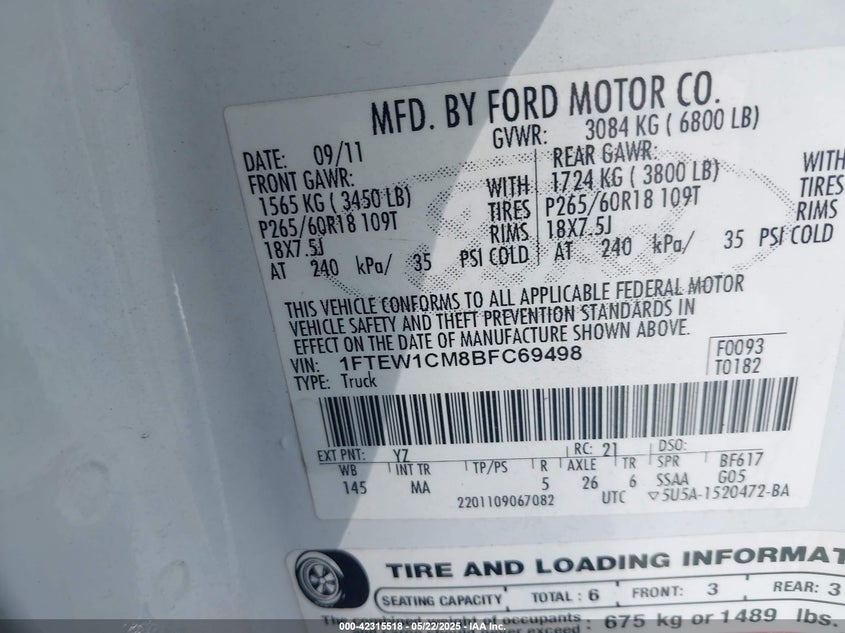 MFD. BY FORD MOTOR CO.
DATE: 09/11 GVWR: 3084 KG ( 6800 LB)
FRONT GAWR: REAR GAWR:
1565 KG ( 3450 LB) WITH 1724 KG ( 3800 LB) WITH
P265/60R18 109T TIRES P265/60R18 109T TIRES
18X7.5J RIMS 18X7.5J RIMS
AT 240 kPa/ 35 PSI COLD AT 240 kPa/ 35 PSI COLD
THIS VEHICLE CONFORMS TO ALL APPLICABLE FEDERAL MOTOR
VEHICLE SAFETY AND THEFT PREVENTION STANDARDS IN
EFFECT ON THE DATE OF MANUFACTURE SHOWN ABOVE.
VIN: 1FTEW1CM8BFC69498 F0093
TYPE: Truck T0182
EXT PNT: YZ RC: 21 DSO:
WB INT TR TP/PS R AXLE TR SPR BF617
145 MA 5 26 6 SSAA G05
2201109067082 UTC ▽5U5A-1520472-BA
TIRE AND LOADING INFORMAT
SEATING CAPACITY TOTAL : 6 FRONT: 3 REAR: 3
weight of occupants 675 kg or 1489 lbs.
000-42315518 - 05/22/2025 - IAA Inc.